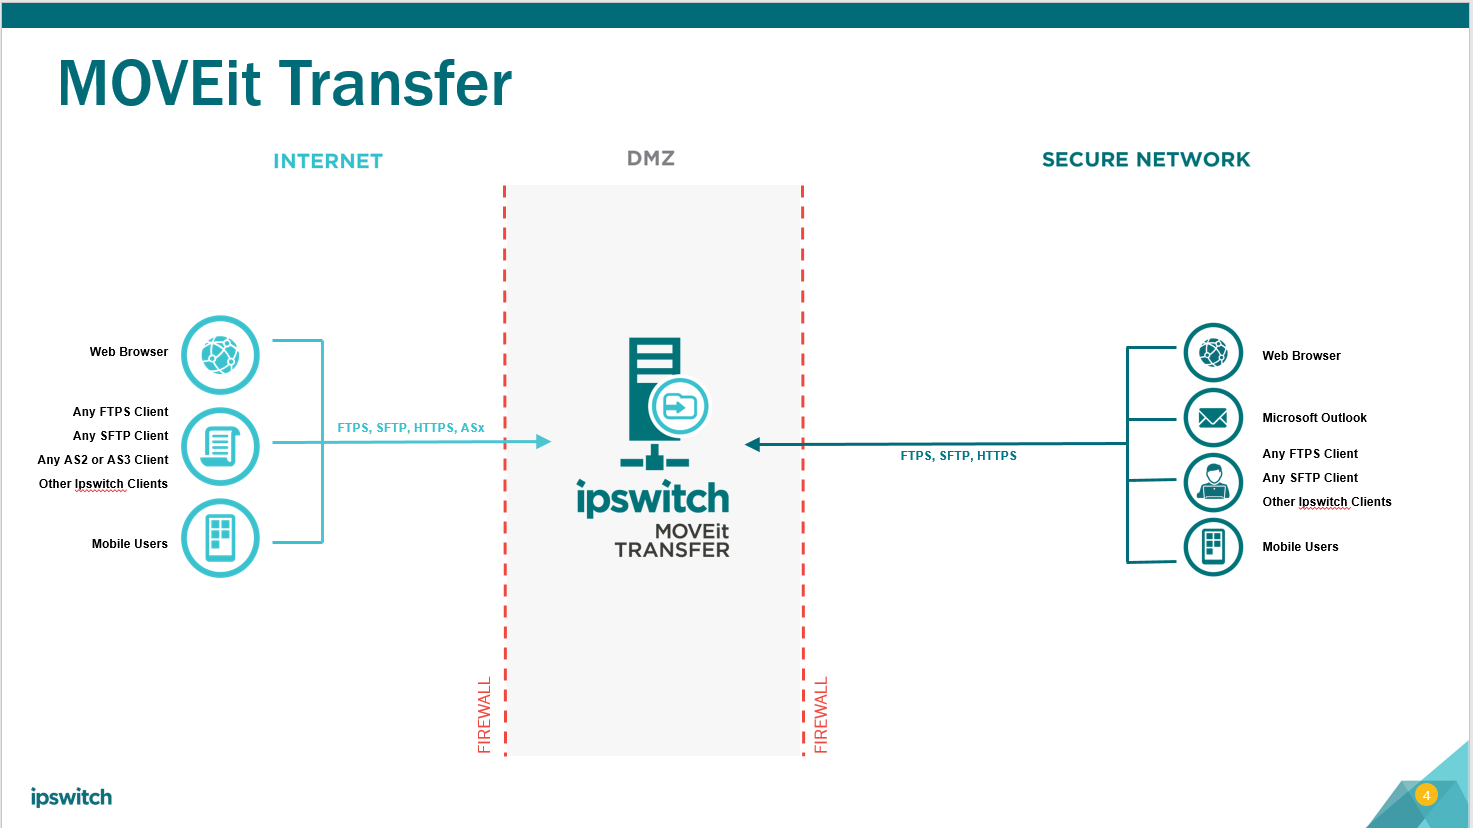 MOVEit Transfer
INTERNET
DMZ
SECURE NETWORK
Web Browser
Any FTPS Client
Any SFTP Client
Any AS2 or AS3 Client
Other Ipswitch Clients
Mobile Users
FTPS, SFTP, HTTPS, ASx
FIREWALL
ipswitch
MOVEit
TRANSFER
FIREWALL
FTPS, SFTP, HTTPS
Web Browser
Microsoft Outlook
Any FTPS Client
Any SFTP Client
Other Ipswitch Clients
Mobile Users
ipswitch
4